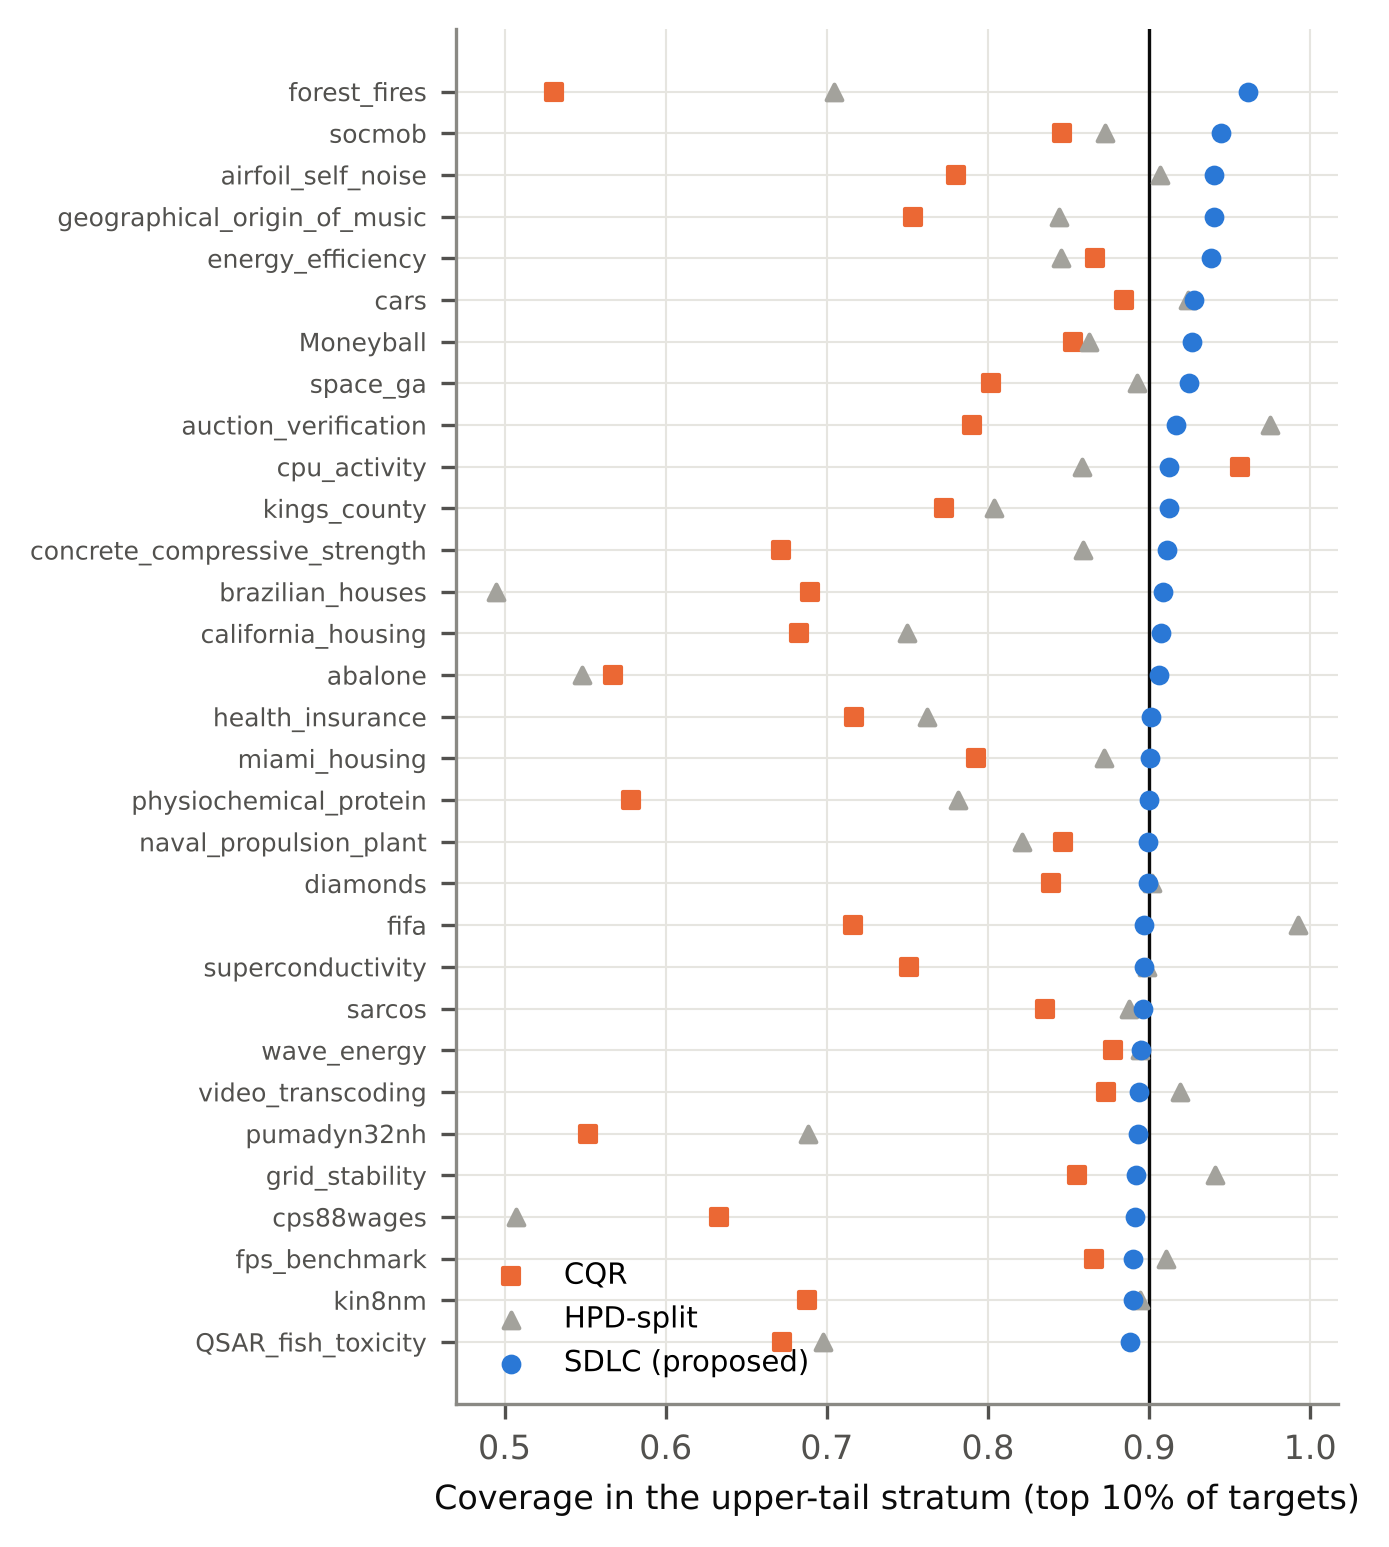 forest_fires
socmob
airfoil_self_noise
geographical_origin_of_music
energy_efficiency
cars
Moneyball
space_ga
auction_verification
cpu_activity
kings_county
concrete_compressive_strength
brazilian_houses
california_housing
abalone
health_insurance
miami_housing
physiochemical_protein
naval_propulsion_plant
diamonds
fifa
superconductivity
sarcos
wave_energy
video_transcoding
pumadyn32nh
grid_stability
cps88wages
fps_benchmark
kin8nm
QSAR_fish_toxicity
CQR
HPD-split
SDLC (proposed)
0.5 0.6 0.7 0.8 0.9 1.0
Coverage in the upper-tail stratum (top 10% of targets)